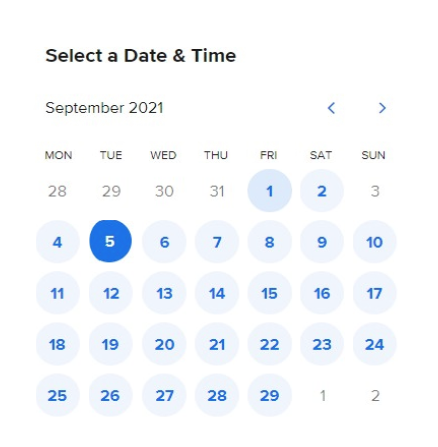 Select a Date & Time
September 2021
MON TUE WED THU FRI SAT SUN
28 29 30 31 1 2 3
4 5 6 7 8 9 10
11 12 13 14 15 16 17
18 19 20 21 22 23 24
25 26 27 28 29 1 2